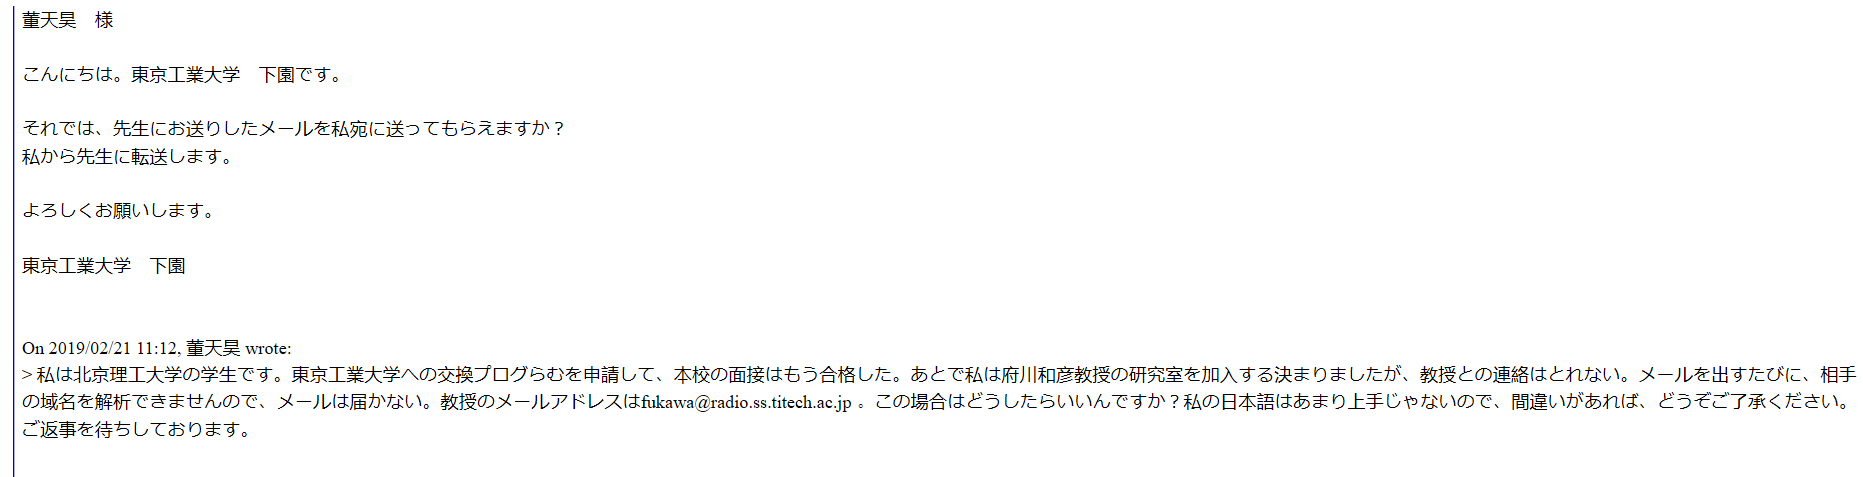 董天昊　様
こんにちは。東京工業大学　下園です。
それでは、先生にお送りしたメールを私宛に送ってもらえますか？
私から先生に転送します。
よろしくお願いします。
東京工業大学　下園
On 2019/02/21 11:12, 董天昊 wrote:
> 私は北京理工大学の学生です。東京工業大学への交換プログらむを申請して、本校の面接はもう合格した。あとで私は府川和彦教授の研究室を加入する決まりましたが、教授との連絡はとれない。メールを出すたびに、相手
の域名を解析できませんので、メールは届かない。教授のメールアドレスはfukawa@radio.ss.titech.ac.jp 。この場合はどうしたらいいんですか？私の日本語はあまり上手じゃないので、間違いがあれば、どうぞご了承ください。
ご返事を待ちしております。